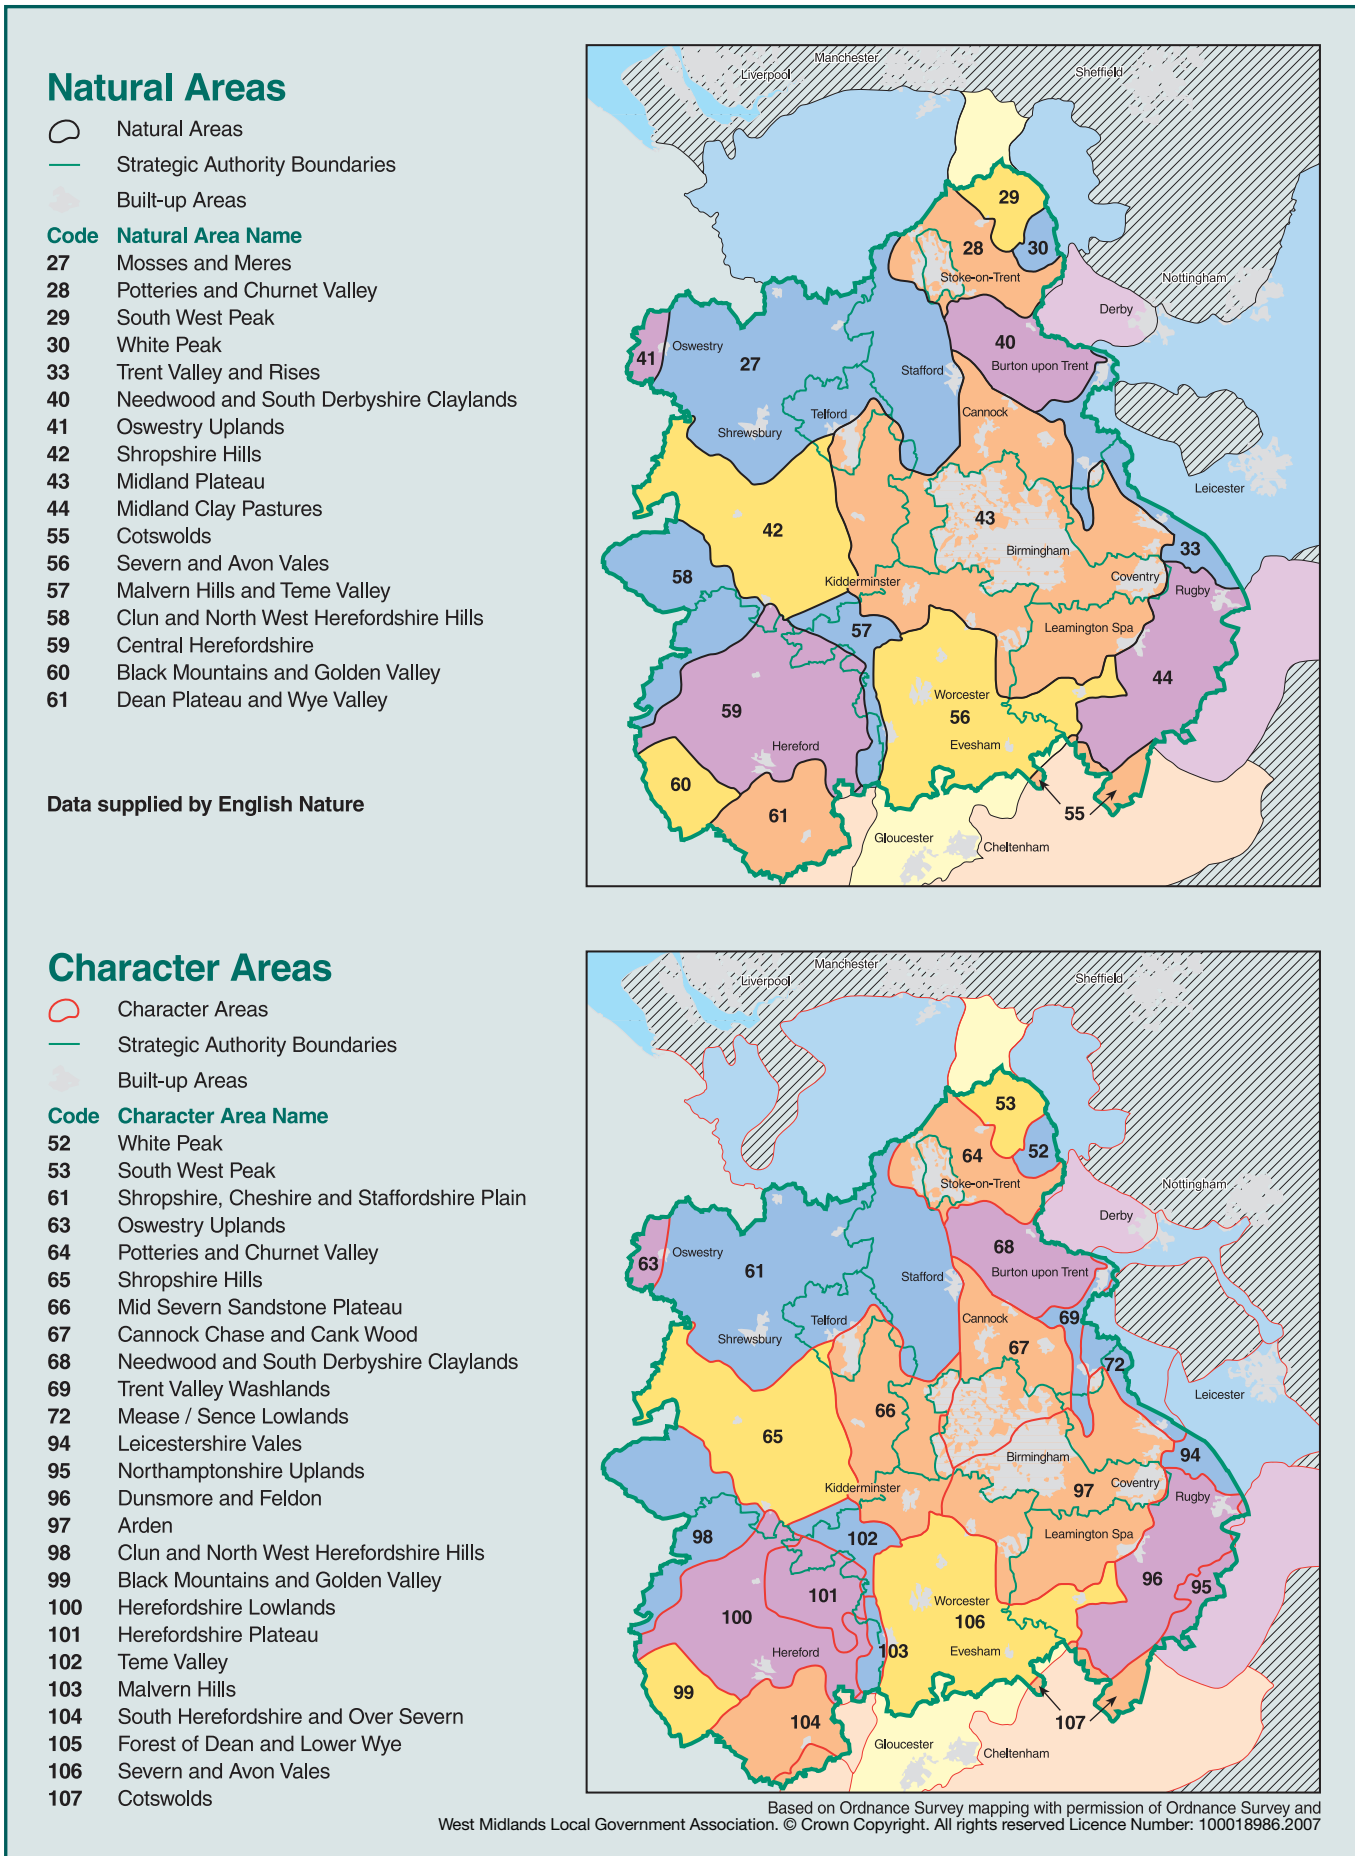 Natural Areas
Natural Areas
Strategic Authority Boundaries
Built-up Areas
Code Natural Area Name
27 Mosses and Meres
28 Potteries and Churnet Valley
29 South West Peak
30 White Peak
33 Trent Valley and Rises
40 Needwood and South Derbyshire Claylands
41 Oswestry Uplands
42 Shropshire Hills
43 Midland Plateau
44 Midland Clay Pastures
55 Cotswolds
56 Severn and Avon Vales
57 Malvern Hills and Teme Valley
58 Clun and North West Herefordshire Hills
59 Central Herefordshire
60 Black Mountains and Golden Valley
61 Dean Plateau and Wye Valley
Data supplied by English Nature
Manchester
Liverpool
Sheffield
29
28
30
Stoke-on-Trent
Nottingham
Derby
40
Oswestry
41
27
Stafford
Burton upon Trent
Telford
Cannock
Shrewsbury
Leicester
43
42
Birmingham
33
58
Kidderminster
Coventry
Rugby
57
Leamington Spa
44
Worcester
59
56
Hereford
Evesham
60
61
55
Gloucester
Cheltenham
Character Areas
Character Areas
Strategic Authority Boundaries
Built-up Areas
Code Character Area Name
52 White Peak
53 South West Peak
61 Shropshire, Cheshire and Staffordshire Plain
63 Oswestry Uplands
64 Potteries and Churnet Valley
65 Shropshire Hills
66 Mid Severn Sandstone Plateau
67 Cannock Chase and Cank Wood
68 Needwood and South Derbyshire Claylands
69 Trent Valley Washlands
72 Mease / Sence Lowlands
94 Leicestershire Vales
95 Northamptonshire Uplands
96 Dunsmore and Feldon
97 Arden
98 Clun and North West Herefordshire Hills
99 Black Mountains and Golden Valley
100 Herefordshire Lowlands
101 Herefordshire Plateau
102 Teme Valley
103 Malvern Hills
104 South Herefordshire and Over Severn
105 Forest of Dean and Lower Wye
106 Severn and Avon Vales
107 Cotswolds
Manchester
Liverpool
Sheffield
53
64
52
Stoke-on-Trent
Nottingham
Derby
68
Oswestry
63
61
Stafford
Burton upon Trent
Telford
Cannock
69
Shrewsbury
67
72
Leicester
66
65
Birmingham
94
Kidderminster
97
Coventry
Rugby
98
102
Leamington Spa
96
95
101
Worcester
100
106
Hereford
103
Evesham
99
104
107
Gloucester
Cheltenham
Based on Ordnance Survey mapping with permission of Ordnance Survey and
West Midlands Local Government Association. © Crown Copyright. All rights reserved Licence Number: 100018986.2007